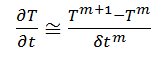 ∂T/∂t ≅ (T^{m+1}−T^m)/(δt^m)